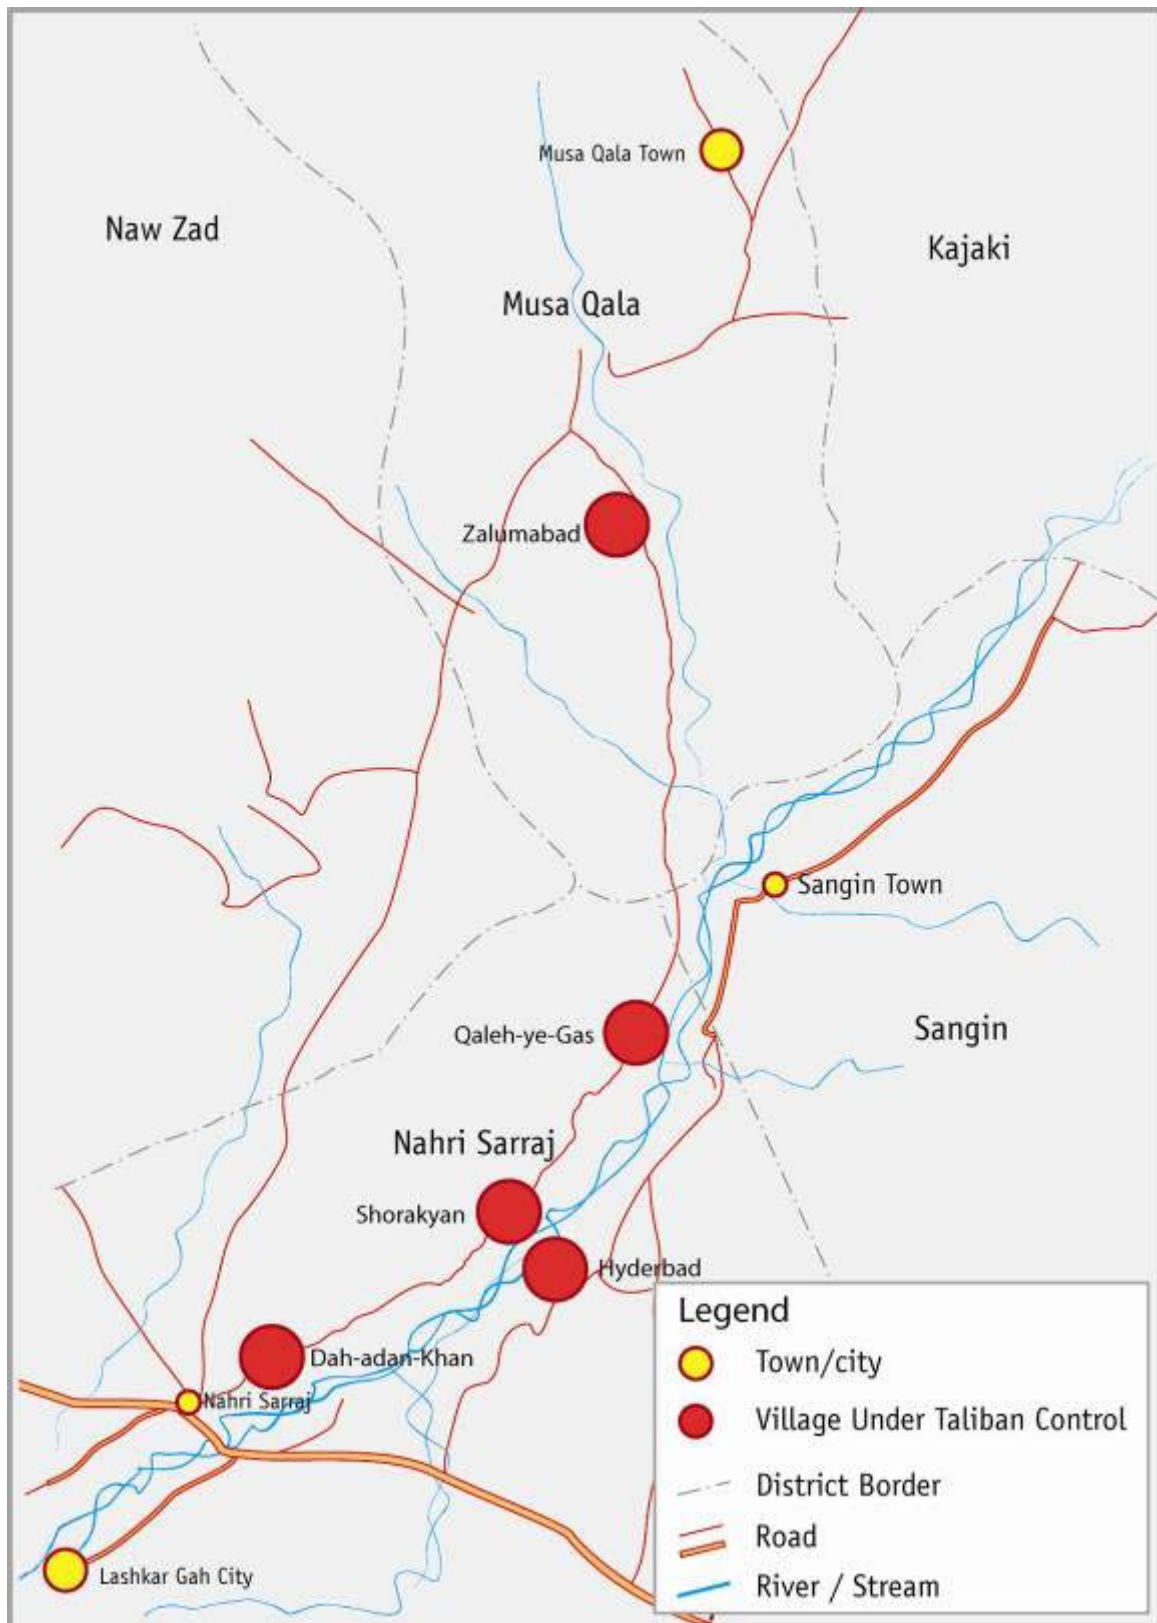 Musa Qala Town
Naw Zad
Kajaki
Musa Qala
Zalumabad
Sangin Town
Qaleh-ye-Gas
Sangin
Nahri Sarraj
Shorakyan
Hyderbad
Dah-adan-Khan
Nahri Sarraj
Lashkar Gah City
Legend
Town/city
Village Under Taliban Control
District Border
Road
River / Stream